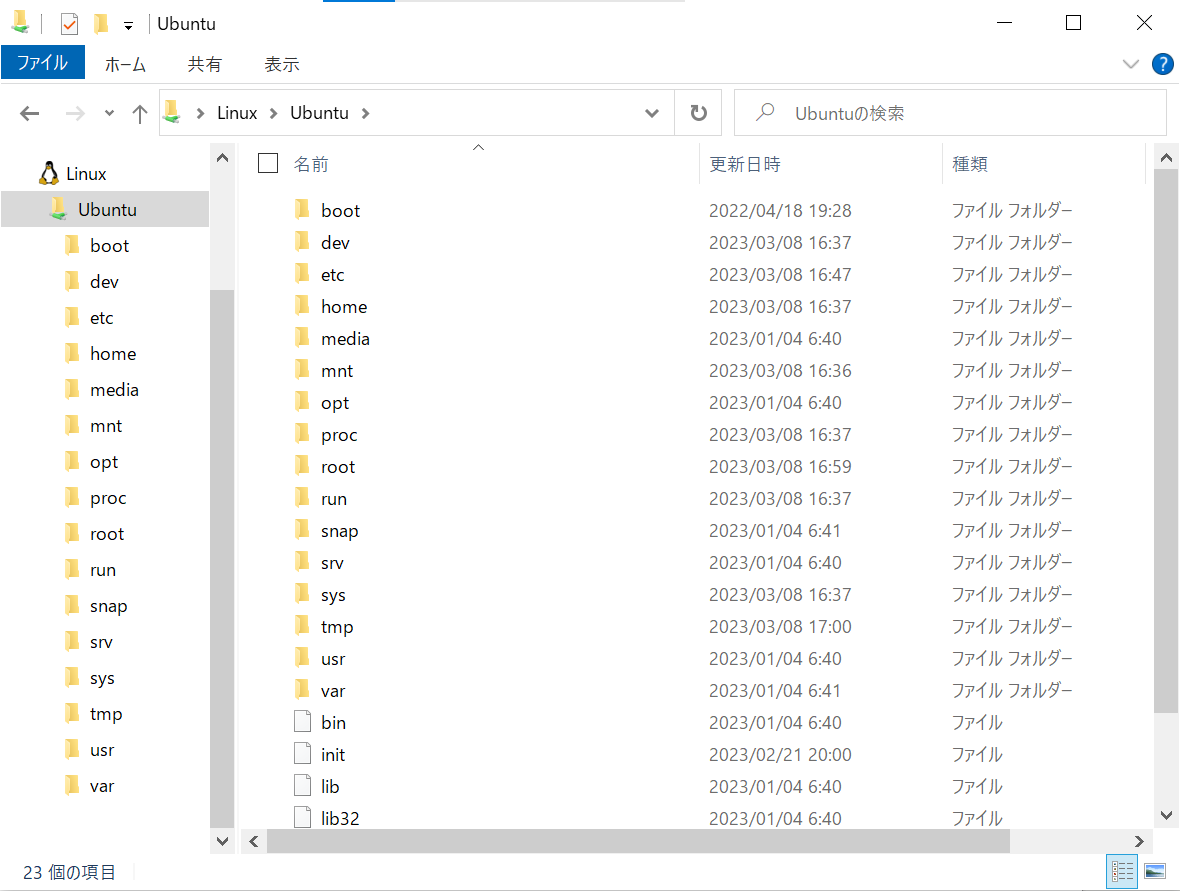 Ubuntu
ファイル ホーム 共有 表示 ?
Linux Ubuntu Ubuntuの検索
Linux
Ubuntu
boot
dev
etc
home
media
mnt
opt
proc
root
run
snap
srv
sys
tmp
usr
var
名前 更新日時 種類
boot 2022/04/18 19:28 ファイル フォルダー
dev 2023/03/08 16:37 ファイル フォルダー
etc 2023/03/08 16:47 ファイル フォルダー
home 2023/03/08 16:37 ファイル フォルダー
media 2023/01/04 6:40 ファイル フォルダー
mnt 2023/03/08 16:36 ファイル フォルダー
opt 2023/01/04 6:40 ファイル フォルダー
proc 2023/03/08 16:37 ファイル フォルダー
root 2023/03/08 16:59 ファイル フォルダー
run 2023/03/08 16:37 ファイル フォルダー
snap 2023/01/04 6:41 ファイル フォルダー
srv 2023/01/04 6:40 ファイル フォルダー
sys 2023/03/08 16:37 ファイル フォルダー
tmp 2023/03/08 17:00 ファイル フォルダー
usr 2023/01/04 6:40 ファイル フォルダー
var 2023/01/04 6:41 ファイル フォルダー
bin 2023/01/04 6:40 ファイル
init 2023/02/21 20:00 ファイル
lib 2023/01/04 6:40 ファイル
lib32 2023/01/04 6:40 ファイル
23 個の項目